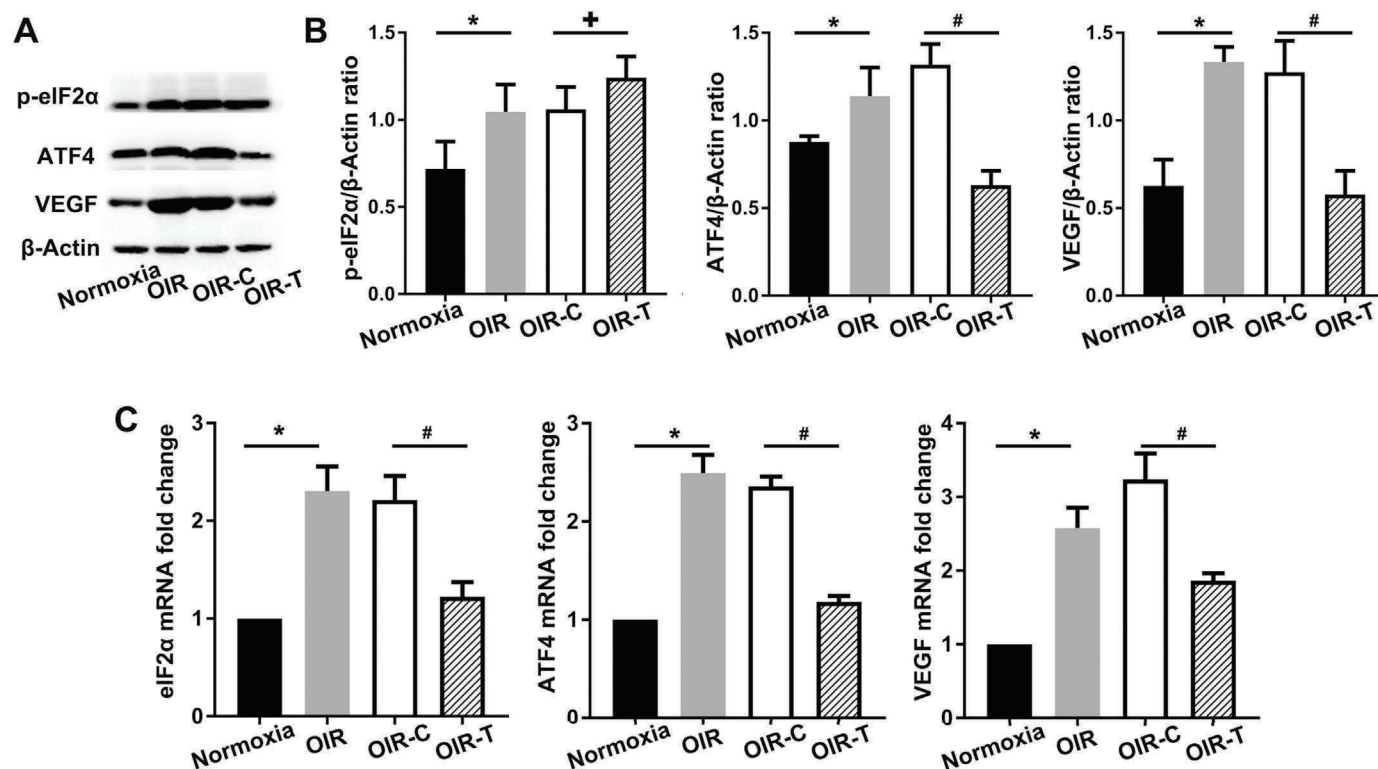 A
p-eIF2α
ATF4
VEGF
β-Actin
Normoxia
OIR
OIR-C
OIR-T
B
p-eIF2α/β-Actin ratio
1.5
1.0
0.5
0.0
*
+
Normoxia
OIR
OIR-C
OIR-T
ATF4/β-Actin ratio
1.5
1.0
0.5
0.0
*
#
Normoxia
OIR
OIR-C
OIR-T
VEGF/β-Actin ratio
1.5
1.0
0.5
0.0
*
#
Normoxia
OIR
OIR-C
OIR-T
C
eIF2α mRNA fold change
3
2
1
0
*
#
Normoxia
OIR
OIR-C
OIR-T
ATF4 mRNA fold change
3
2
1
0
*
#
Normoxia
OIR
OIR-C
OIR-T
VEGF mRNA fold change
4
3
2
1
0
*
#
Normoxia
OIR
OIR-C
OIR-T